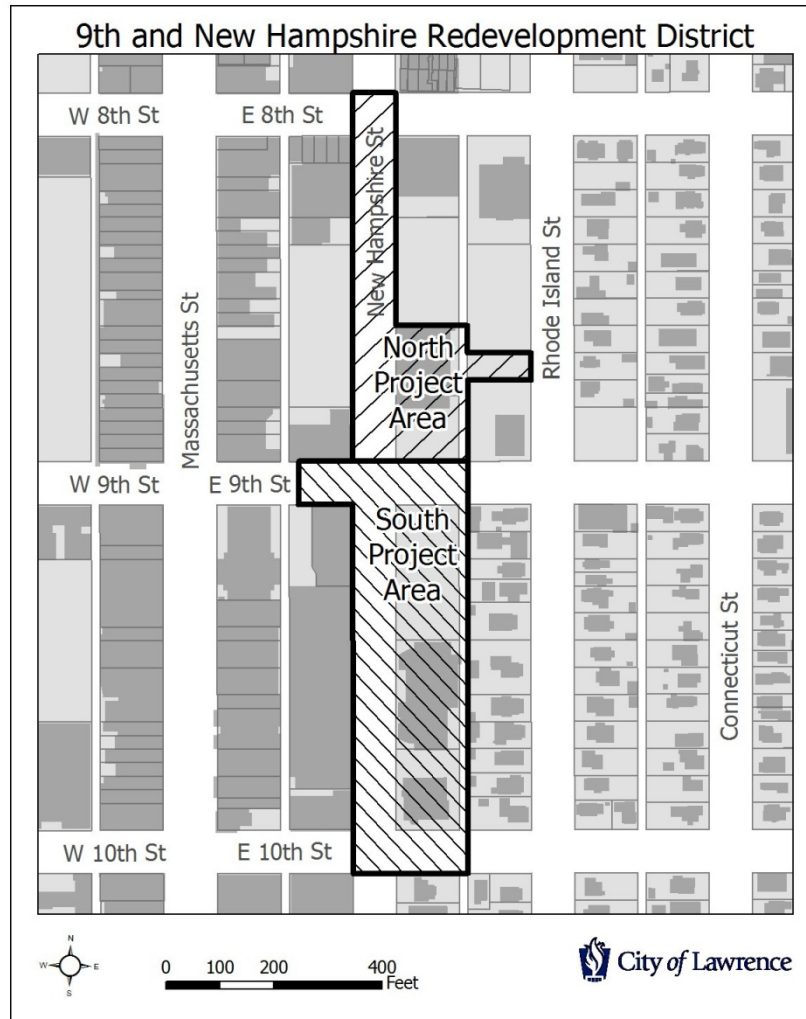 9th and New Hampshire Redevelopment District
W 8th St
E 8th St
New Hampshire St
Rhode Island St
Massachusetts St
North
Project
Area
W 9th St
E 9th St
South
Project
Area
Connecticut St
W 10th St
E 10th St
N
W
E
S
0 100 200 400
Feet
City of Lawrence